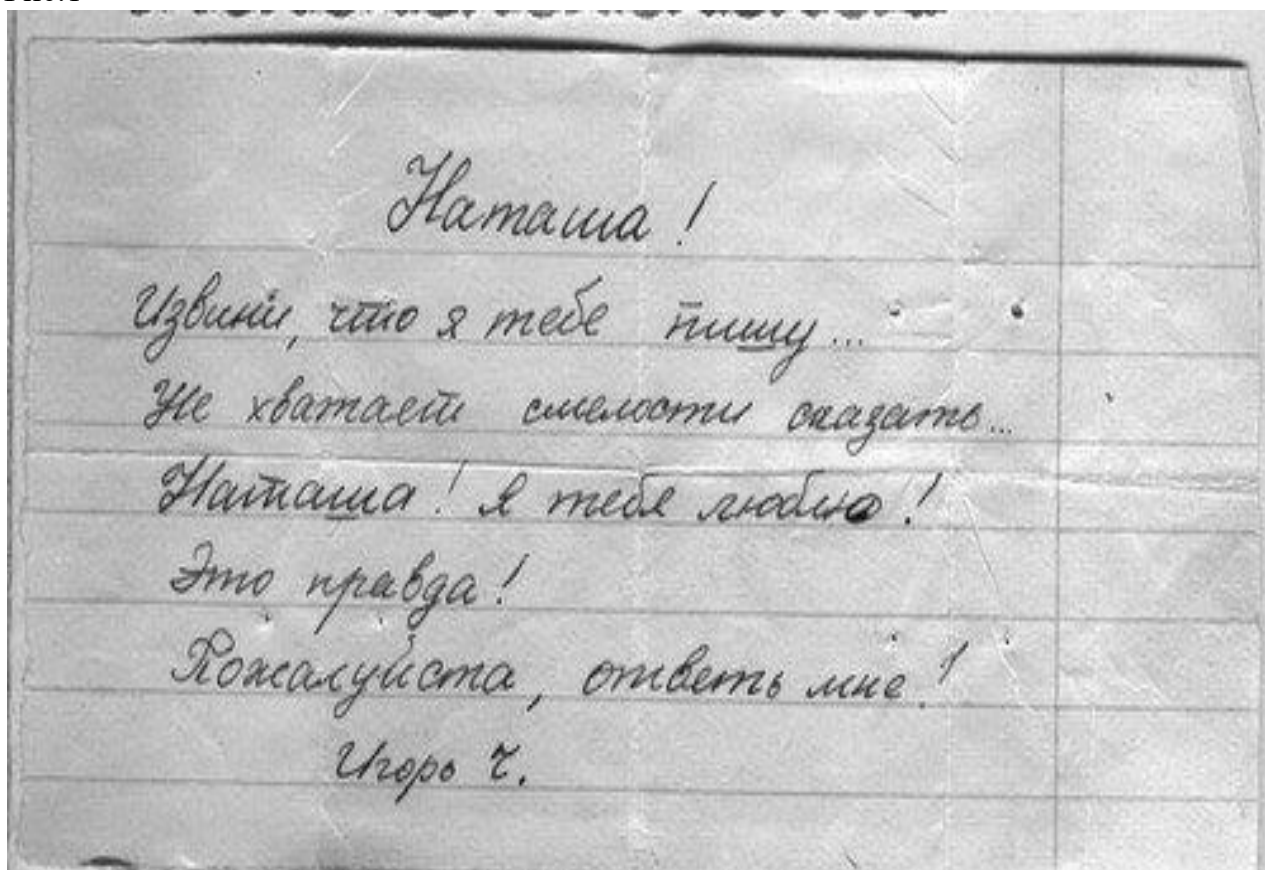 Наташа!
Извини, что я тебе пишу...
Не хватает смелости сказать...
Наташа! Я тебя люблю!
Это правда!
Пожалуйста, ответь мне!
Игорь Ч.